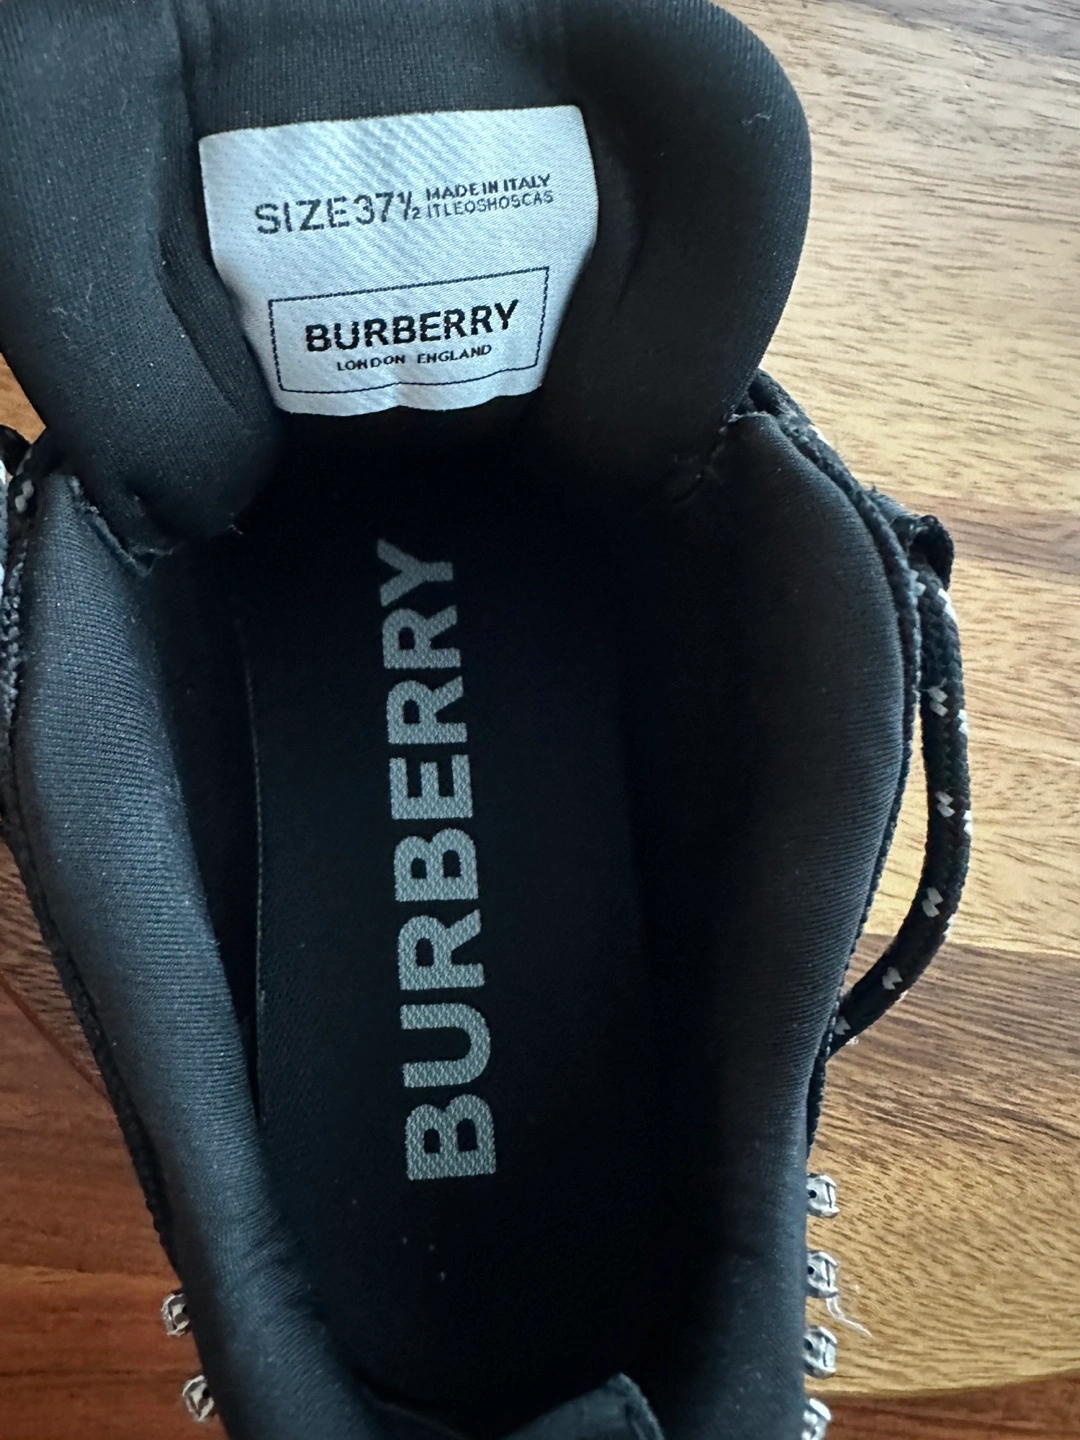 SIZE 37½ MADE IN ITALY
ITLEOSHOSCAS
BURBERRY
LONDON ENGLAND
BURBERRY